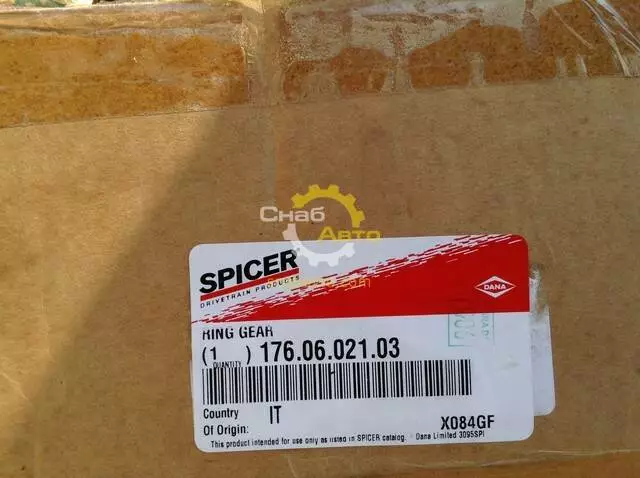 Снаб
Авто
SPICER®
DRIVETRAIN PRODUCTS
DANA
RING GEAR
(1 ) 176.06.021.03
QUANTITY
Country
Of Origin:
IT
X084GF
This product intended for use only as listed in SPICER catalog. Dana Limited 3095SPI